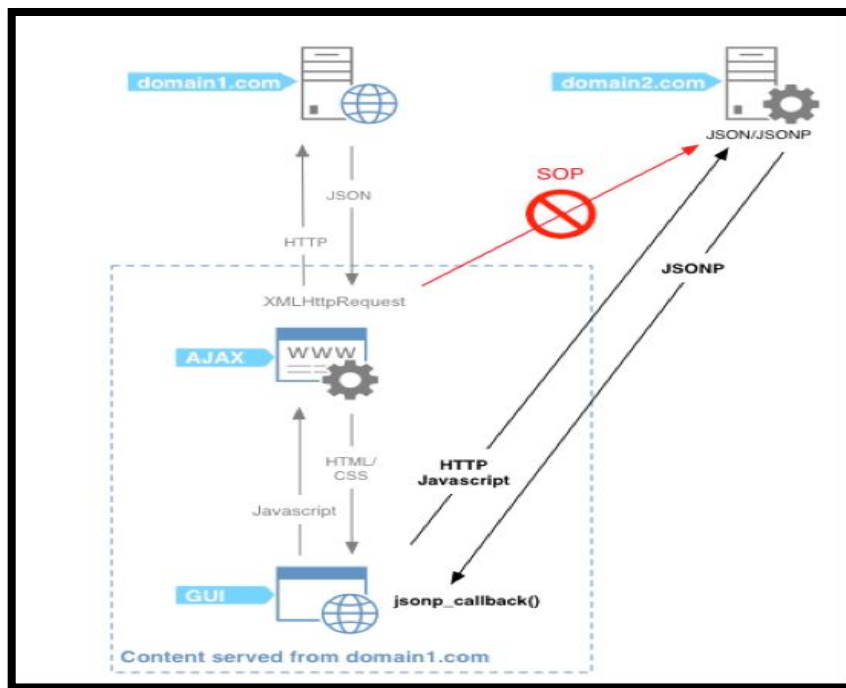 domain1.com
domain2.com
JSON/JSONP
SOP
JSON
HTTP
JSONP
XMLHttpRequest
AJAX
WWW
HTML/
CSS
HTTP
Javascript
Javascript
GUI
jsonp_callback()
Content served from domain1.com